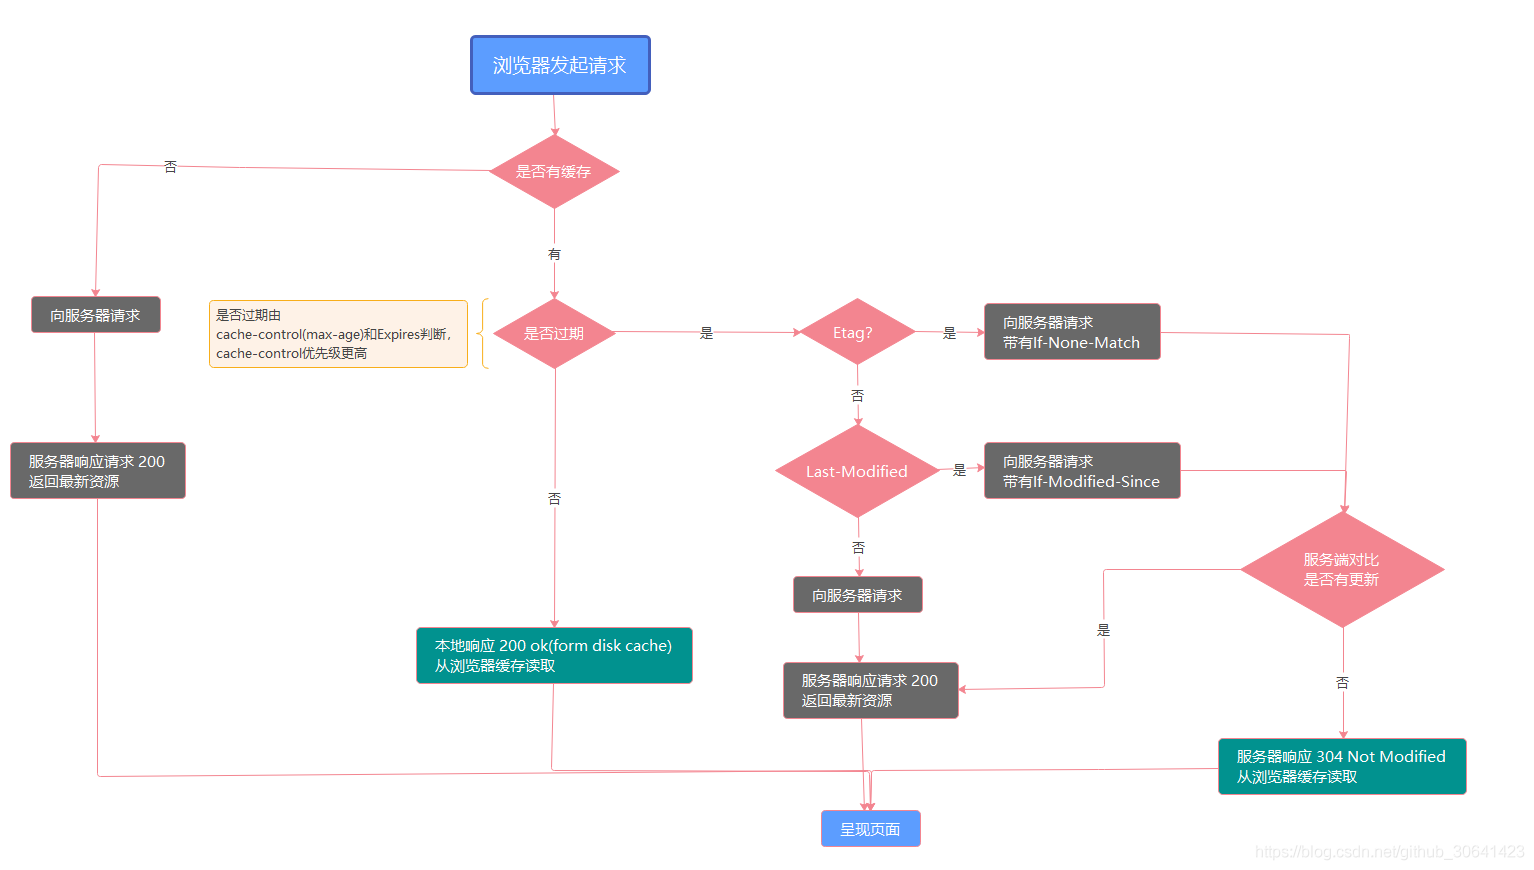 浏览器发起请求
是否有缓存
否
有
向服务器请求
是否过期由
cache-control(max-age)和Expires判断，
cache-control优先级更高
是否过期
是
Etag？
是
向服务器请求
带有If-None-Match
否
服务器响应请求 200
返回最新资源
否
Last-Modified
是
向服务器请求
带有If-Modified-Since
否
服务端对比
是否有更新
向服务器请求
是
否
本地响应 200 ok(form disk cache)
从浏览器缓存读取
服务器响应请求 200
返回最新资源
服务器响应 304 Not Modified
从浏览器缓存读取
呈现页面
https://blog.csdn.net/github_30641423